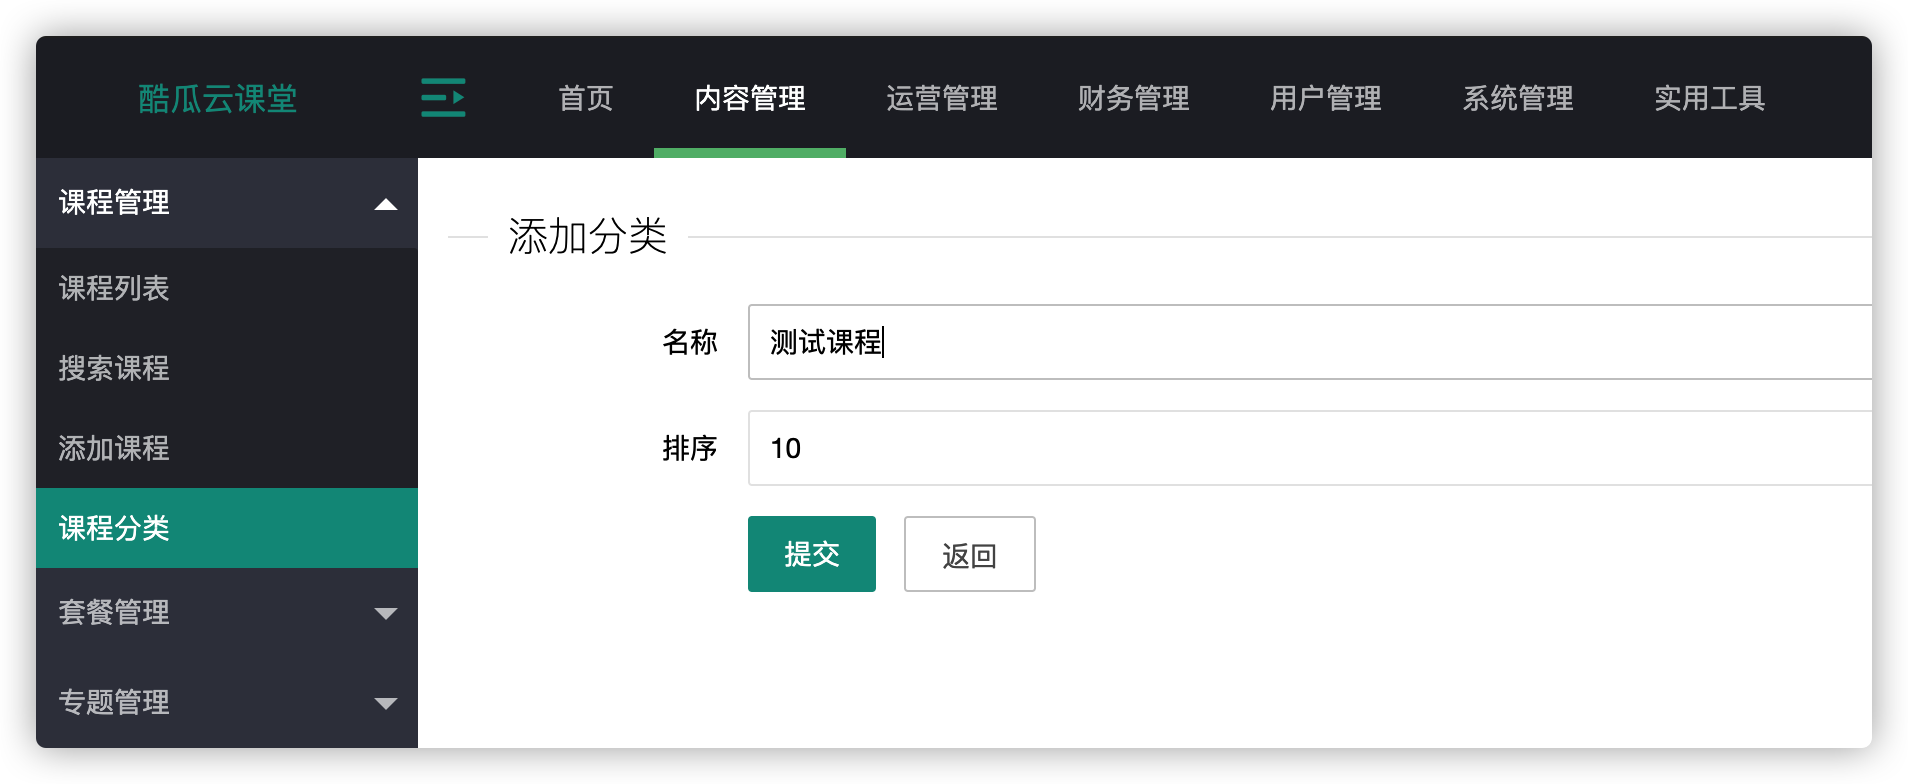 酷瓜云课堂
首页 内容管理 运营管理 财务管理 用户管理 系统管理 实用工具
课程管理
课程列表
搜索课程
添加课程
课程分类
套餐管理
专题管理
添加分类
名称 测试课程
排序 10
提交 返回